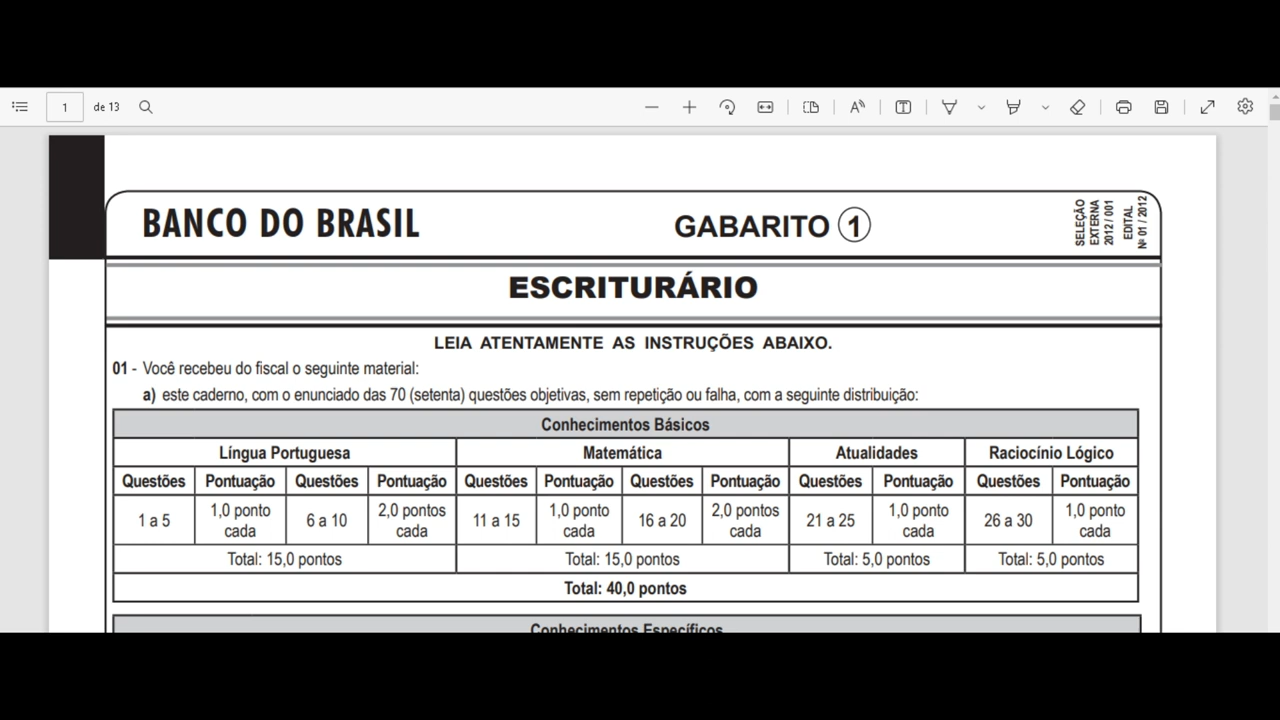 1 de 13
BANCO DO BRASIL
GABARITO 1
SELEÇÃO
EXTERNA
2012 / 001
EDITAL
Nº 01 / 2012
ESCRITURÁRIO
LEIA ATENTAMENTE AS INSTRUÇÕES ABAIXO.
01 - Você recebeu do fiscal o seguinte material:
a) este caderno, com o enunciado das 70 (setenta) questões objetivas, sem repetição ou falha, com a seguinte distribuição:
Conhecimentos Básicos
Língua Portuguesa Matemática Atualidades Raciocínio Lógico
Questões Pontuação Questões Pontuação Questões Pontuação Questões Pontuação Questões Pontuação Questões Pontuação
1 a 5 1,0 ponto cada 6 a 10 2,0 pontos cada 11 a 15 1,0 ponto cada 16 a 20 2,0 pontos cada 21 a 25 1,0 ponto cada 26 a 30 1,0 ponto cada
Total: 15,0 pontos Total: 15,0 pontos Total: 5,0 pontos Total: 5,0 pontos
Total: 40,0 pontos
Conhecimentos Específicos